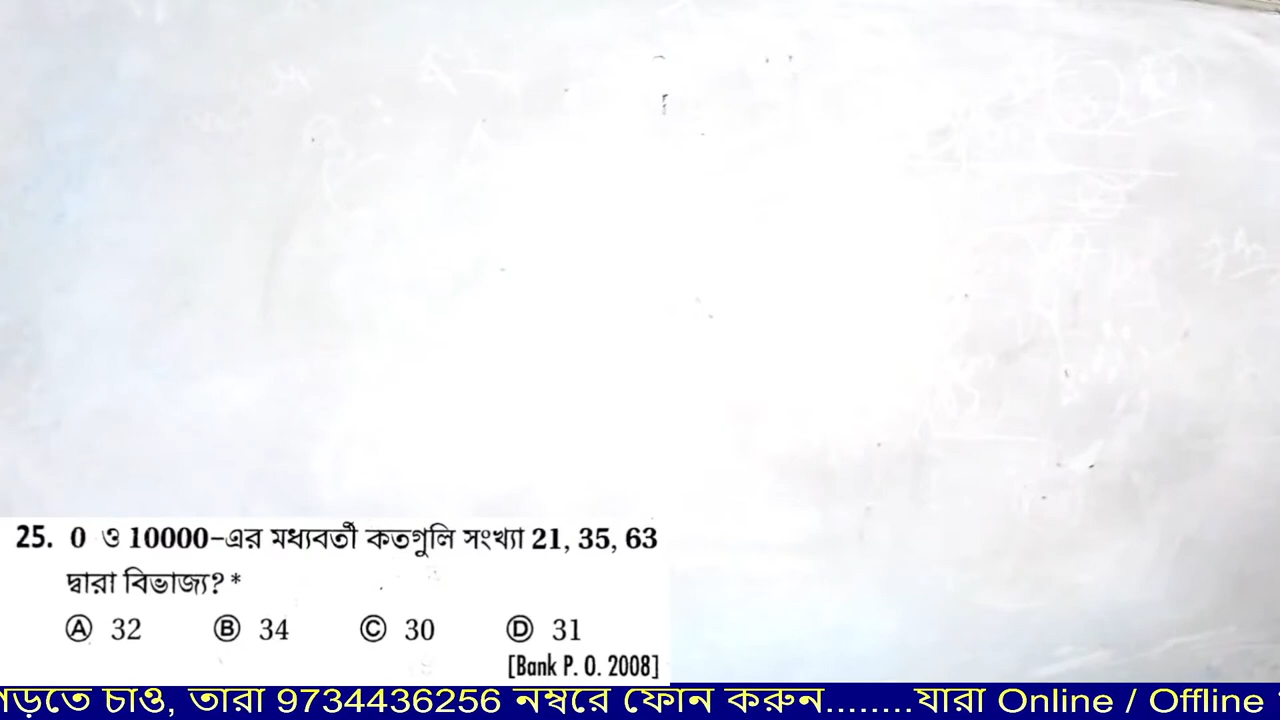 25. 0 ও 10000-এর মধ্যবর্তী কতগুলি সংখ্যা 21, 35, 63
দ্বারা বিভাজ্য? *
Ⓐ 32 Ⓑ 34 Ⓒ 30 Ⓓ 31
[Bank P. O. 2008]
পড়তে চাও, তারা 9734436256 নম্বরে ফোন করুন........যারা Online / Offline